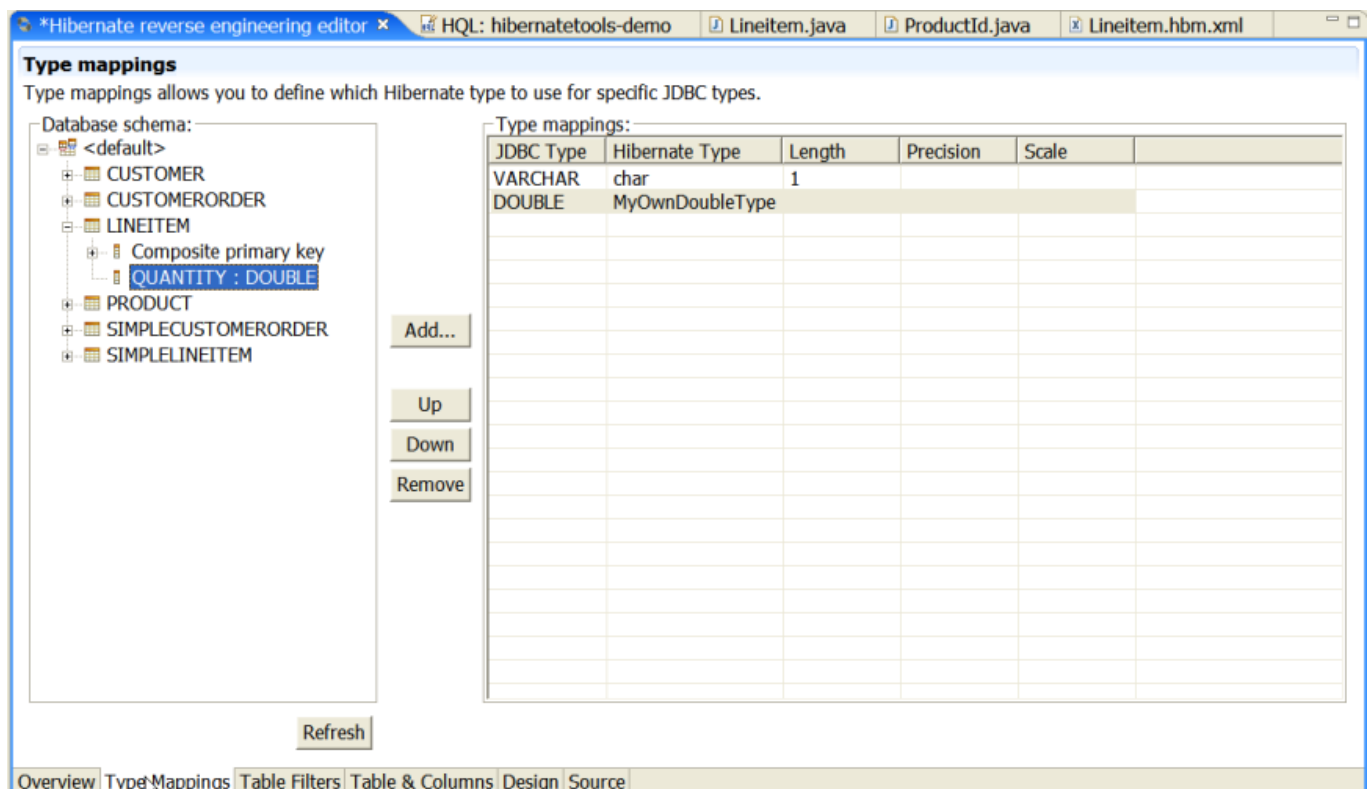 *Hibernate reverse engineering editor HQL: hibernatetools-demo Lineitem.java ProductId.java Lineitem.hbm.xml
Type mappings
Type mappings allows you to define which Hibernate type to use for specific JDBC types.
Database schema:
<default>
CUSTOMER
CUSTOMERORDER
LINEITEM
Composite primary key
QUANTITY : DOUBLE
PRODUCT
SIMPLECUSTOMERORDER
SIMPLELINEITEM
Add...
Up
Down
Remove
Type mappings:
JDBC Type Hibernate Type Length Precision Scale
VARCHAR char 1
DOUBLE MyOwnDoubleType
Refresh
Overview Type Mappings Table Filters Table & Columns Design Source